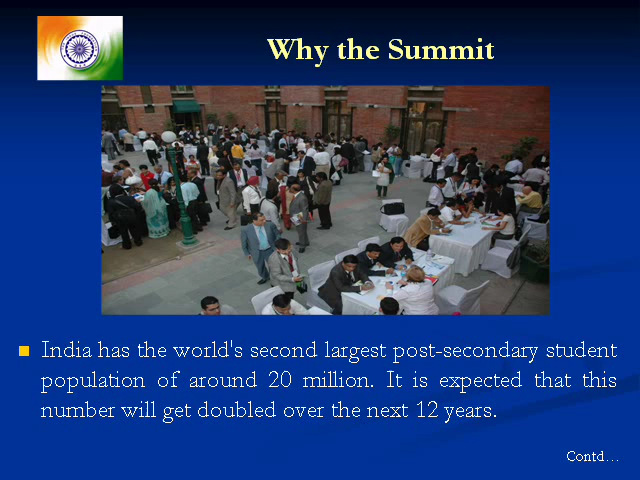 Why the Summit
India has the world's second largest post-secondary student
population of around 20 million. It is expected that this
number will get doubled over the next 12 years.
Contd…